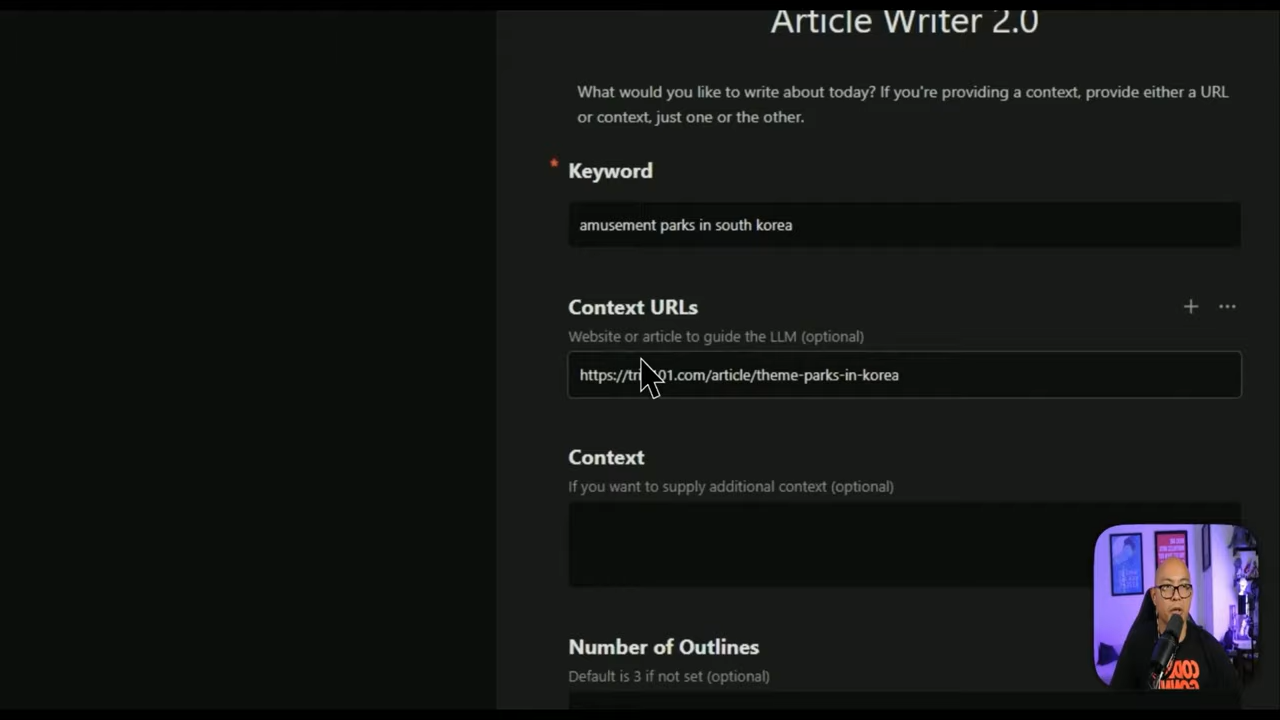 Article Writer 2.0
What would you like to write about today? If you're providing a context, provide either a URL
or context, just one or the other.
* Keyword
amusement parks in south korea
Context URLs
Website or article to guide the LLM (optional)
https://tri 01.com/article/theme-parks-in-korea
Context
If you want to supply additional context (optional)
Number of Outlines
Default is 3 if not set (optional)